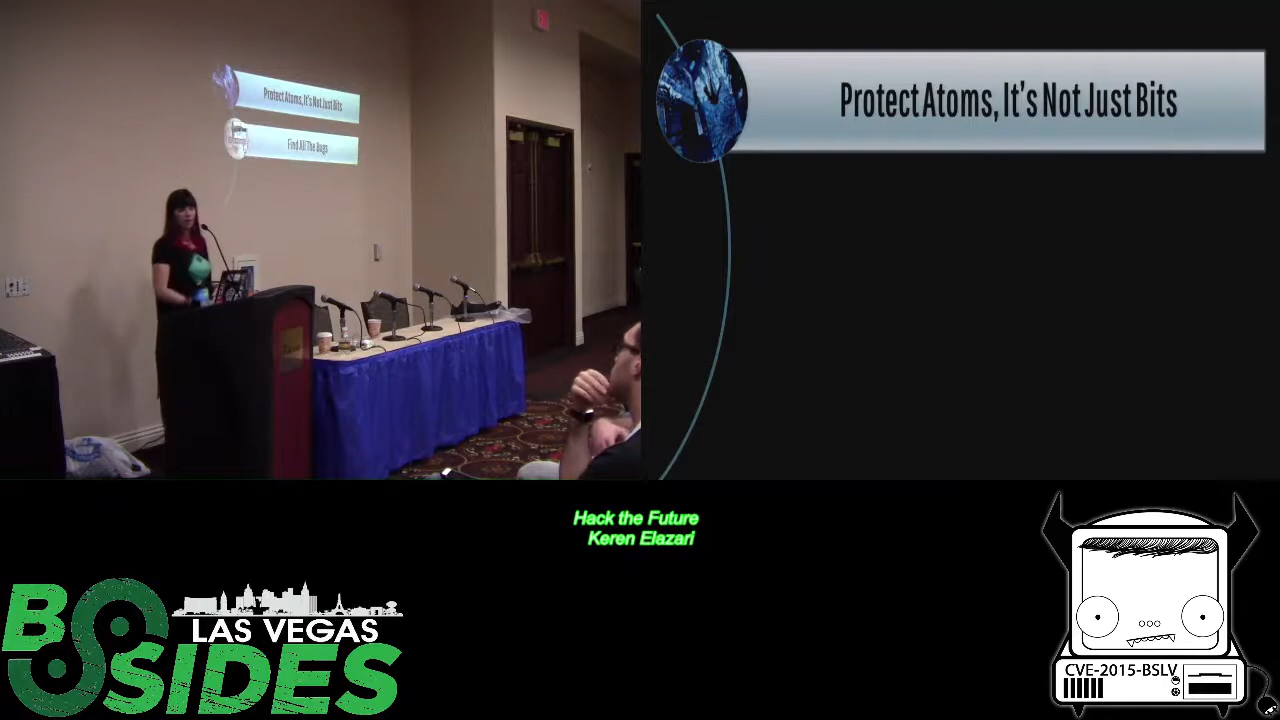 Protect Atoms, It's Not Just Bits
Find All The Bugs
Protect Atoms, It's Not Just Bits
Hack the Future
Keren Elazari
BSIDES
LAS VEGAS
CVE-2015-BSLV